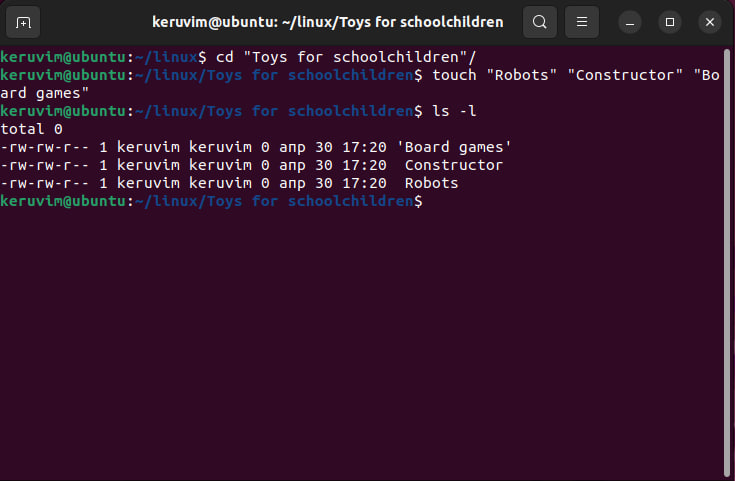 keruvim@ubuntu: ~/linux/Toys for schoolchildren
keruvim@ubuntu:~/linux$ cd "Toys for schoolchildren"/
keruvim@ubuntu:~/linux/Toys for schoolchildren$ touch "Robots" "Constructor" "Bo
ard games"
keruvim@ubuntu:~/linux/Toys for schoolchildren$ ls -l
total 0
-rw-rw-r-- 1 keruvim keruvim 0 апр 30 17:20 'Board games'
-rw-rw-r-- 1 keruvim keruvim 0 апр 30 17:20  Constructor
-rw-rw-r-- 1 keruvim keruvim 0 апр 30 17:20  Robots
keruvim@ubuntu:~/linux/Toys for schoolchildren$